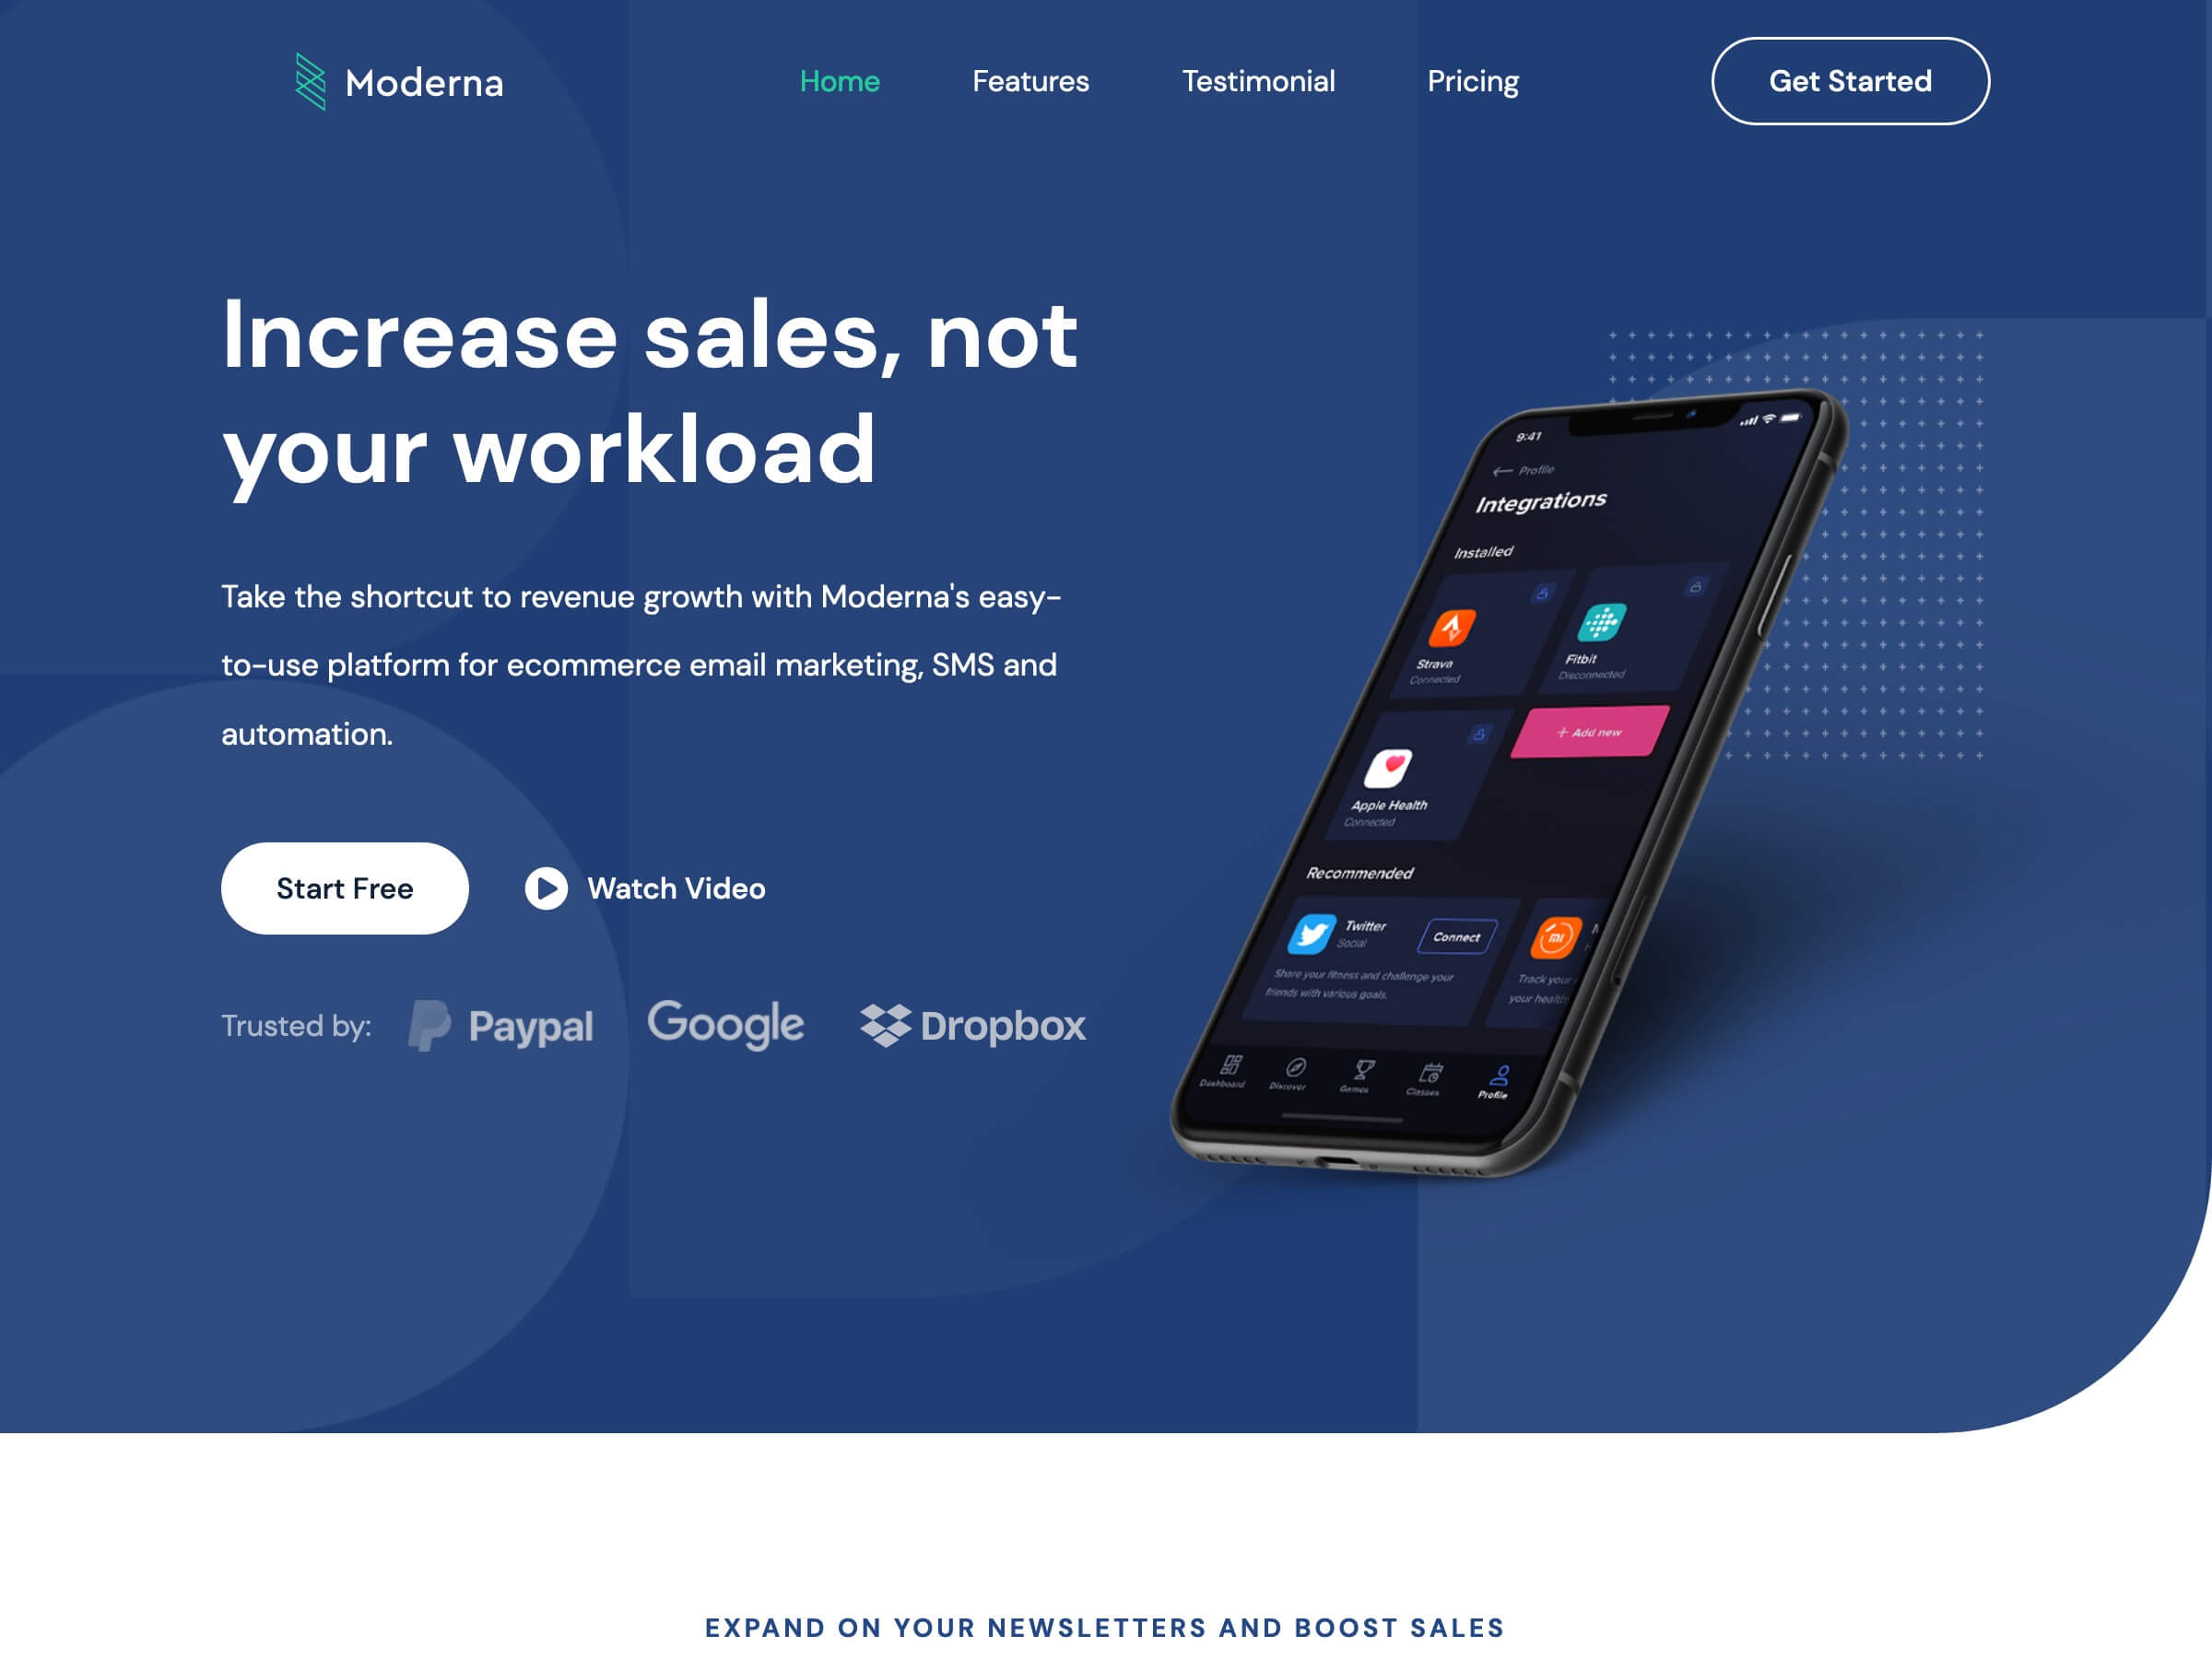 Moderna
Home
Features
Testimonial
Pricing
Get Started
Increase sales, not
your workload
Take the shortcut to revenue growth with Moderna's easy-
to-use platform for ecommerce email marketing, SMS and
automation.
Start Free
Watch Video
Trusted by:
Paypal
Google
Dropbox
9:41
Profile
Integrations
Installed
Strava
Connected
Fitbit
Disconnected
Apple Health
Connected
+ Add new
Recommended
Twitter
Social
Connect
Share your fitness and challenge your
friends with various goals.
mi
Track your
your health
Dashboard
Discover
Games
Classes
Profile
EXPAND ON YOUR NEWSLETTERS AND BOOST SALES